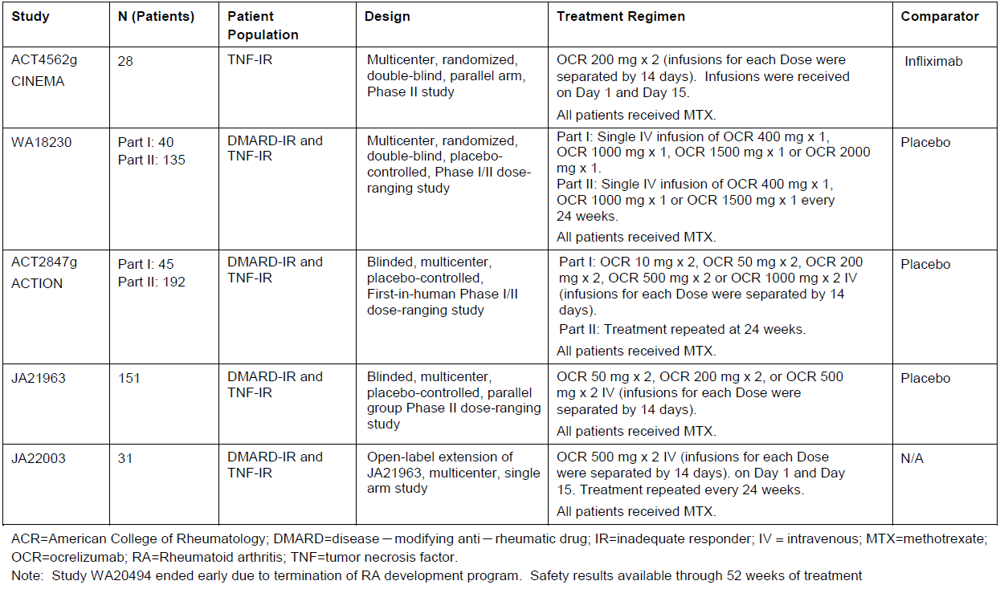 Study N (Patients) Patient Population Design Treatment Regimen Comparator
ACT4562g
CINEMA
28
TNF-IR
Multicenter, randomized,
double-blind, parallel arm,
Phase II study
OCR 200 mg x 2 (infusions for each Dose were
separated by 14 days).  Infusions were received
on Day 1 and Day 15.
All patients received MTX.
Infliximab
WA18230
Part I: 40
Part II: 135
DMARD-IR and
TNF-IR
Multicenter, randomized,
double-blind, placebo-
controlled, Phase I/II dose-
ranging study
Part I: Single IV infusion of OCR 400 mg x 1,
OCR 1000 mg x 1, OCR 1500 mg x 1 or OCR 2000
mg x 1.
Part II: Single IV infusion of OCR 400 mg x 1,
OCR 1000 mg x 1 or OCR 1500 mg x 1 every
24 weeks.
All patients received MTX.
Placebo
ACT2847g
ACTION
Part I: 45
Part II: 192
DMARD-IR and
TNF-IR
Blinded, multicenter,
placebo-controlled,
First-in-human Phase I/II
dose-ranging study
Part I: OCR 10 mg x 2, OCR 50 mg x 2, OCR 200
mg x 2, OCR 500 mg x 2 or OCR 1000 mg x 2 IV
(infusions for each Dose were separated by 14
days).
Part II: Treatment repeated at 24 weeks.
All patients received MTX.
Placebo
JA21963
151
DMARD-IR and
TNF-IR
Blinded, multicenter,
placebo-controlled, parallel
group Phase II dose-ranging
study
OCR 50 mg x 2, OCR 200 mg x 2, or OCR 500
mg x 2 IV (infusions for each Dose were
separated by 14 days).
All patients received MTX.
Placebo
JA22003
31
DMARD-IR and
TNF-IR
Open-label extension of
JA21963, multicenter, single
arm study
OCR 500 mg x 2 IV (infusions for each Dose
were separated by 14 days). on Day 1 and Day
15. Treatment repeated every 24 weeks.
All patients received MTX.
N/A
ACR=American College of Rheumatology; DMARD=disease－modifying anti－rheumatic drug; IR=inadequate responder; IV = intravenous; MTX=methotrexate;
OCR=ocrelizumab; RA=Rheumatoid arthritis; TNF=tumor necrosis factor.
Note:  Study WA20494 ended early due to termination of RA development program.  Safety results available through 52 weeks of treatment